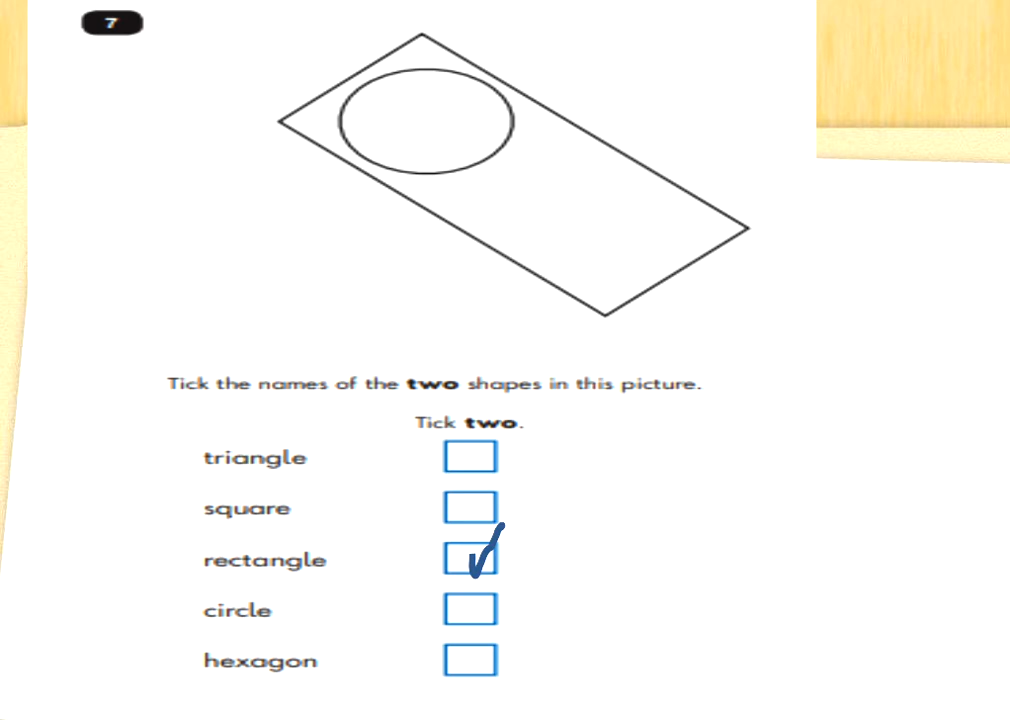 7
Tick the names of the two shapes in this picture.
Tick two.
triangle
square
rectangle
circle
hexagon